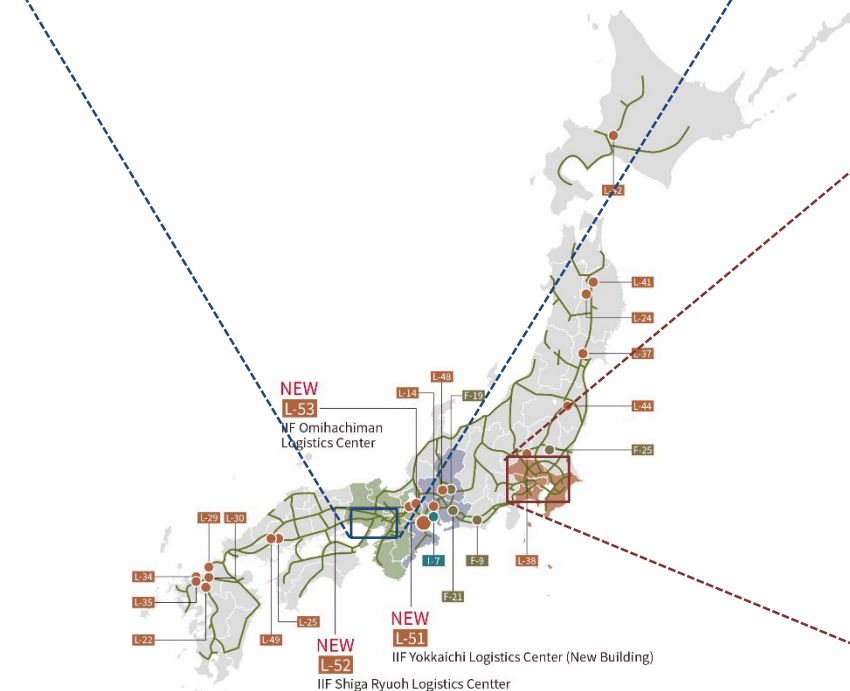 L-42
L-41
L-24
L-37
L-48
NEW
L-14
F-19
L-53
L-44
IIF Omihachiman
Logistics Center
F-25
L-29
L-30
I-7
F-9
L-38
L-34
F-21
L-35
NEW
L-25
L-22
L-49
L-51
NEW
IIF Yokkaichi Logistics Center (New Building)
L-52
IIF Shiga Ryuoh Logistics Centter